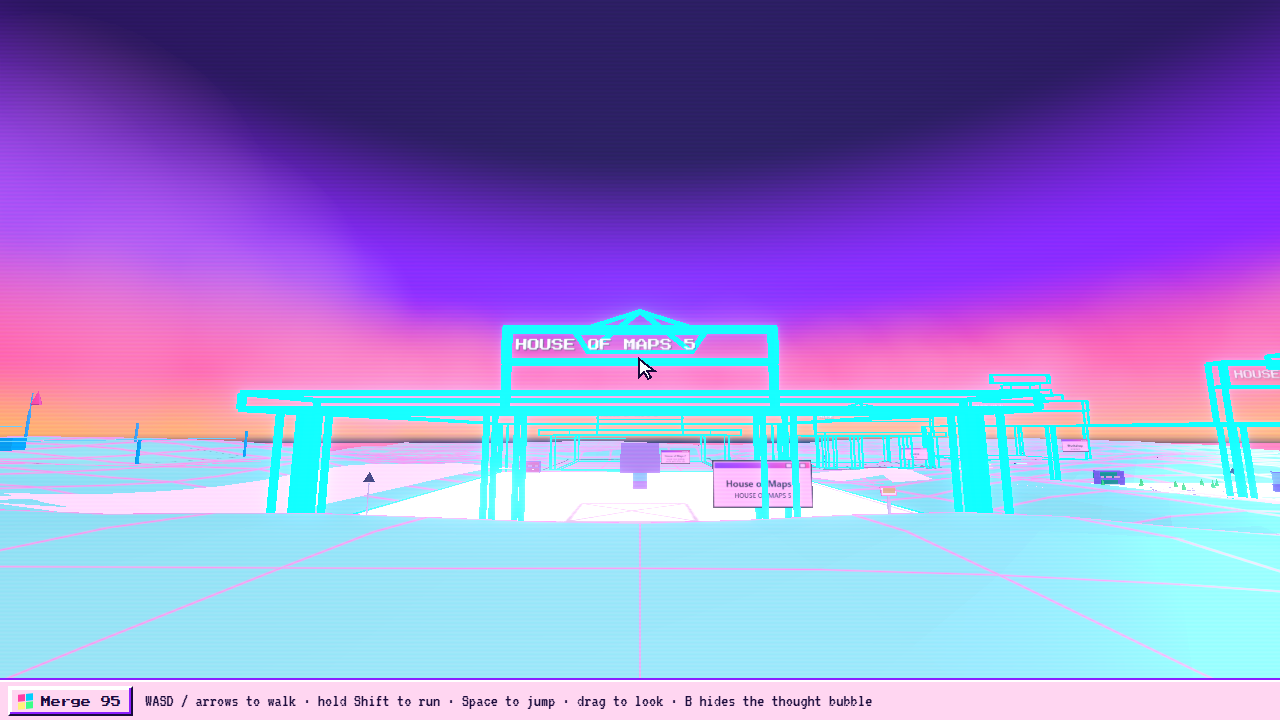 HOUSE OF MAPS 5
HOUSE
House of Maps
HOUSE OF MAPS 5
Merge 95
WASD / arrows to walk · hold Shift to run · Space to jump · drag to look · B hides the thought bubble